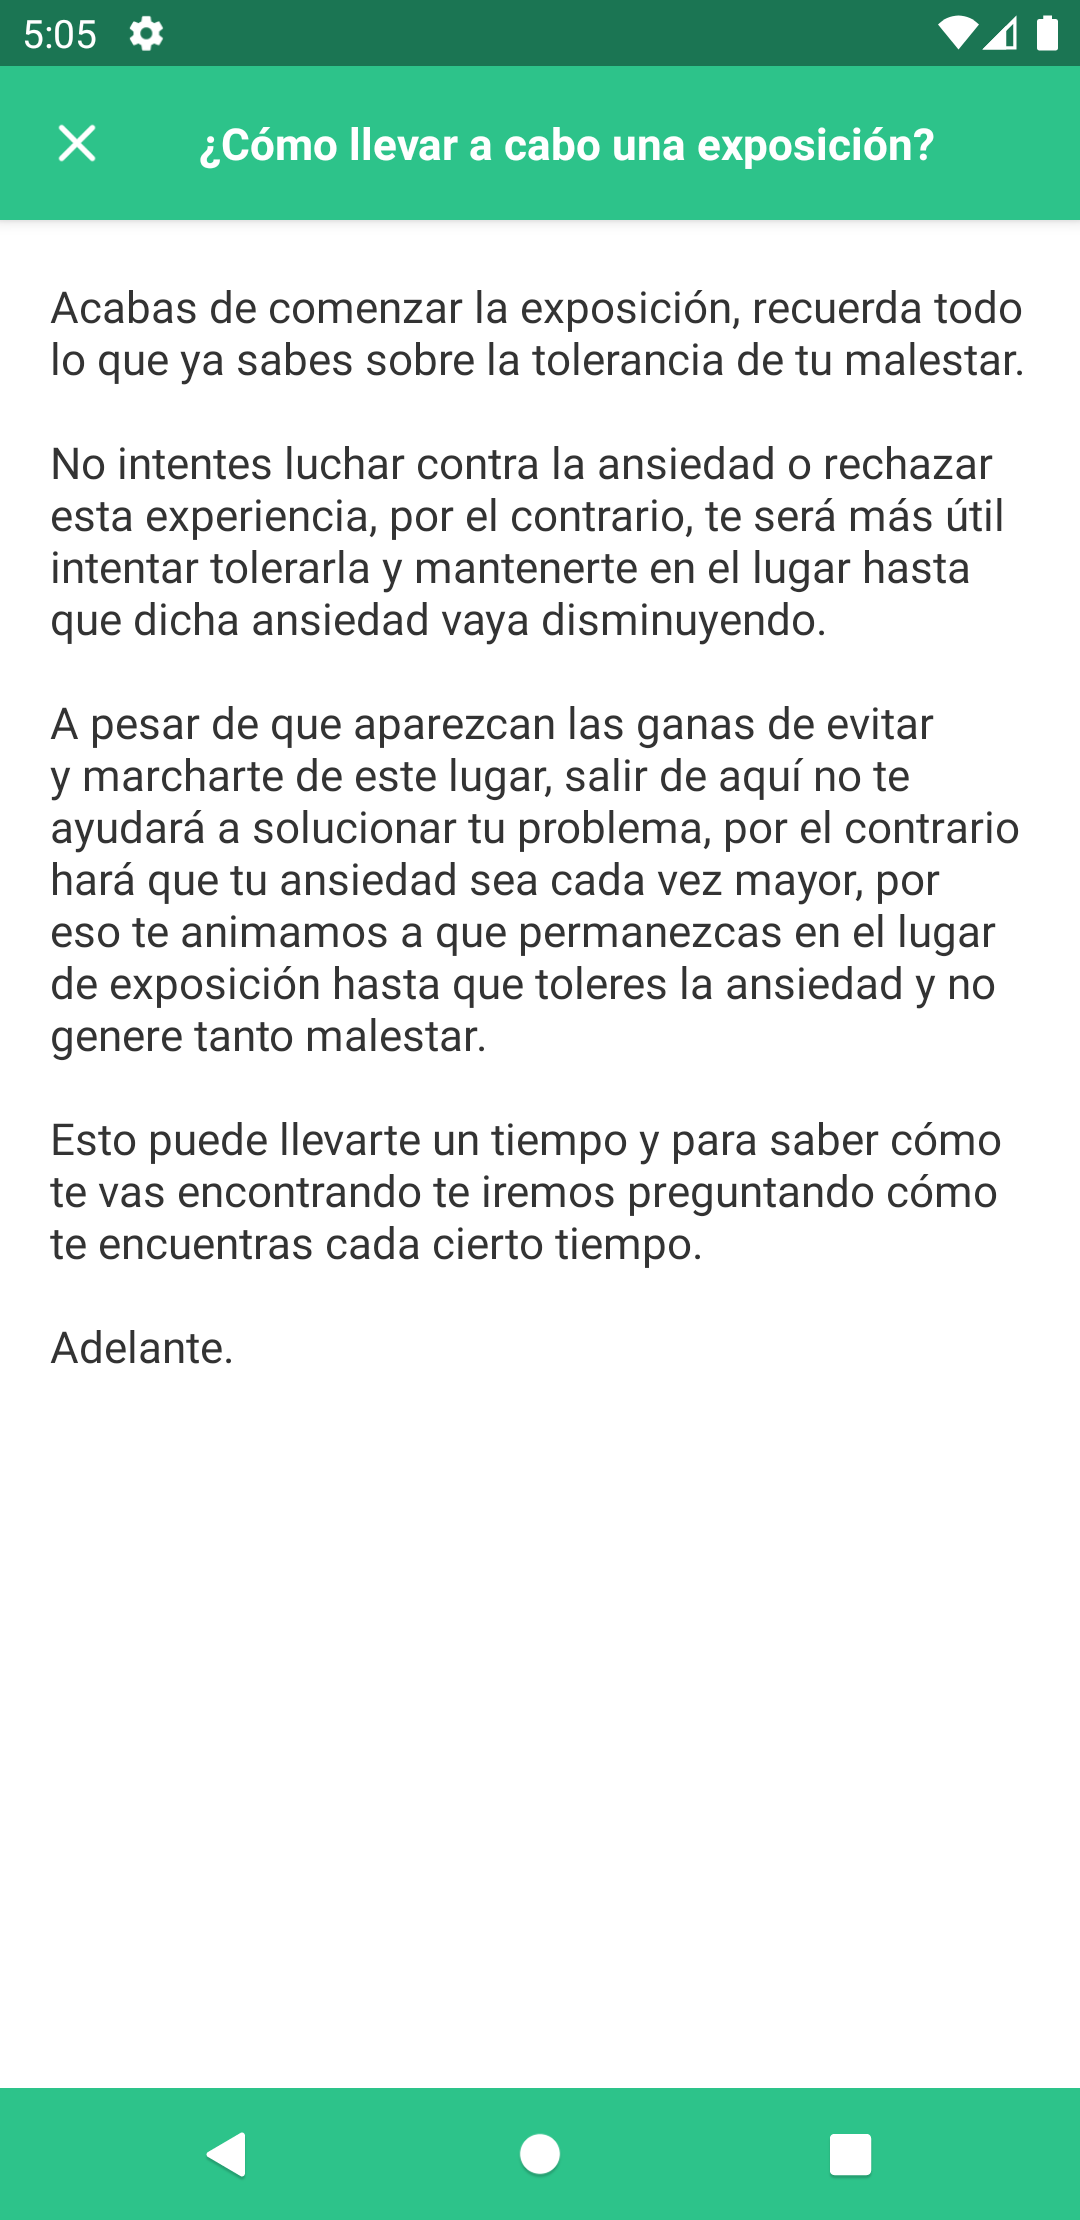 5:05
¿Cómo llevar a cabo una exposición?
Acabas de comenzar la exposición, recuerda todo
lo que ya sabes sobre la tolerancia de tu malestar.
No intentes luchar contra la ansiedad o rechazar
esta experiencia, por el contrario, te será más útil
intentar tolerarla y mantenerte en el lugar hasta
que dicha ansiedad vaya disminuyendo.
A pesar de que aparezcan las ganas de evitar
y marcharte de este lugar, salir de aquí no te
ayudará a solucionar tu problema, por el contrario
hará que tu ansiedad sea cada vez mayor, por
eso te animamos a que permanezcas en el lugar
de exposición hasta que toleres la ansiedad y no
genere tanto malestar.
Esto puede llevarte un tiempo y para saber cómo
te vas encontrando te iremos preguntando cómo
te encuentras cada cierto tiempo.
Adelante.